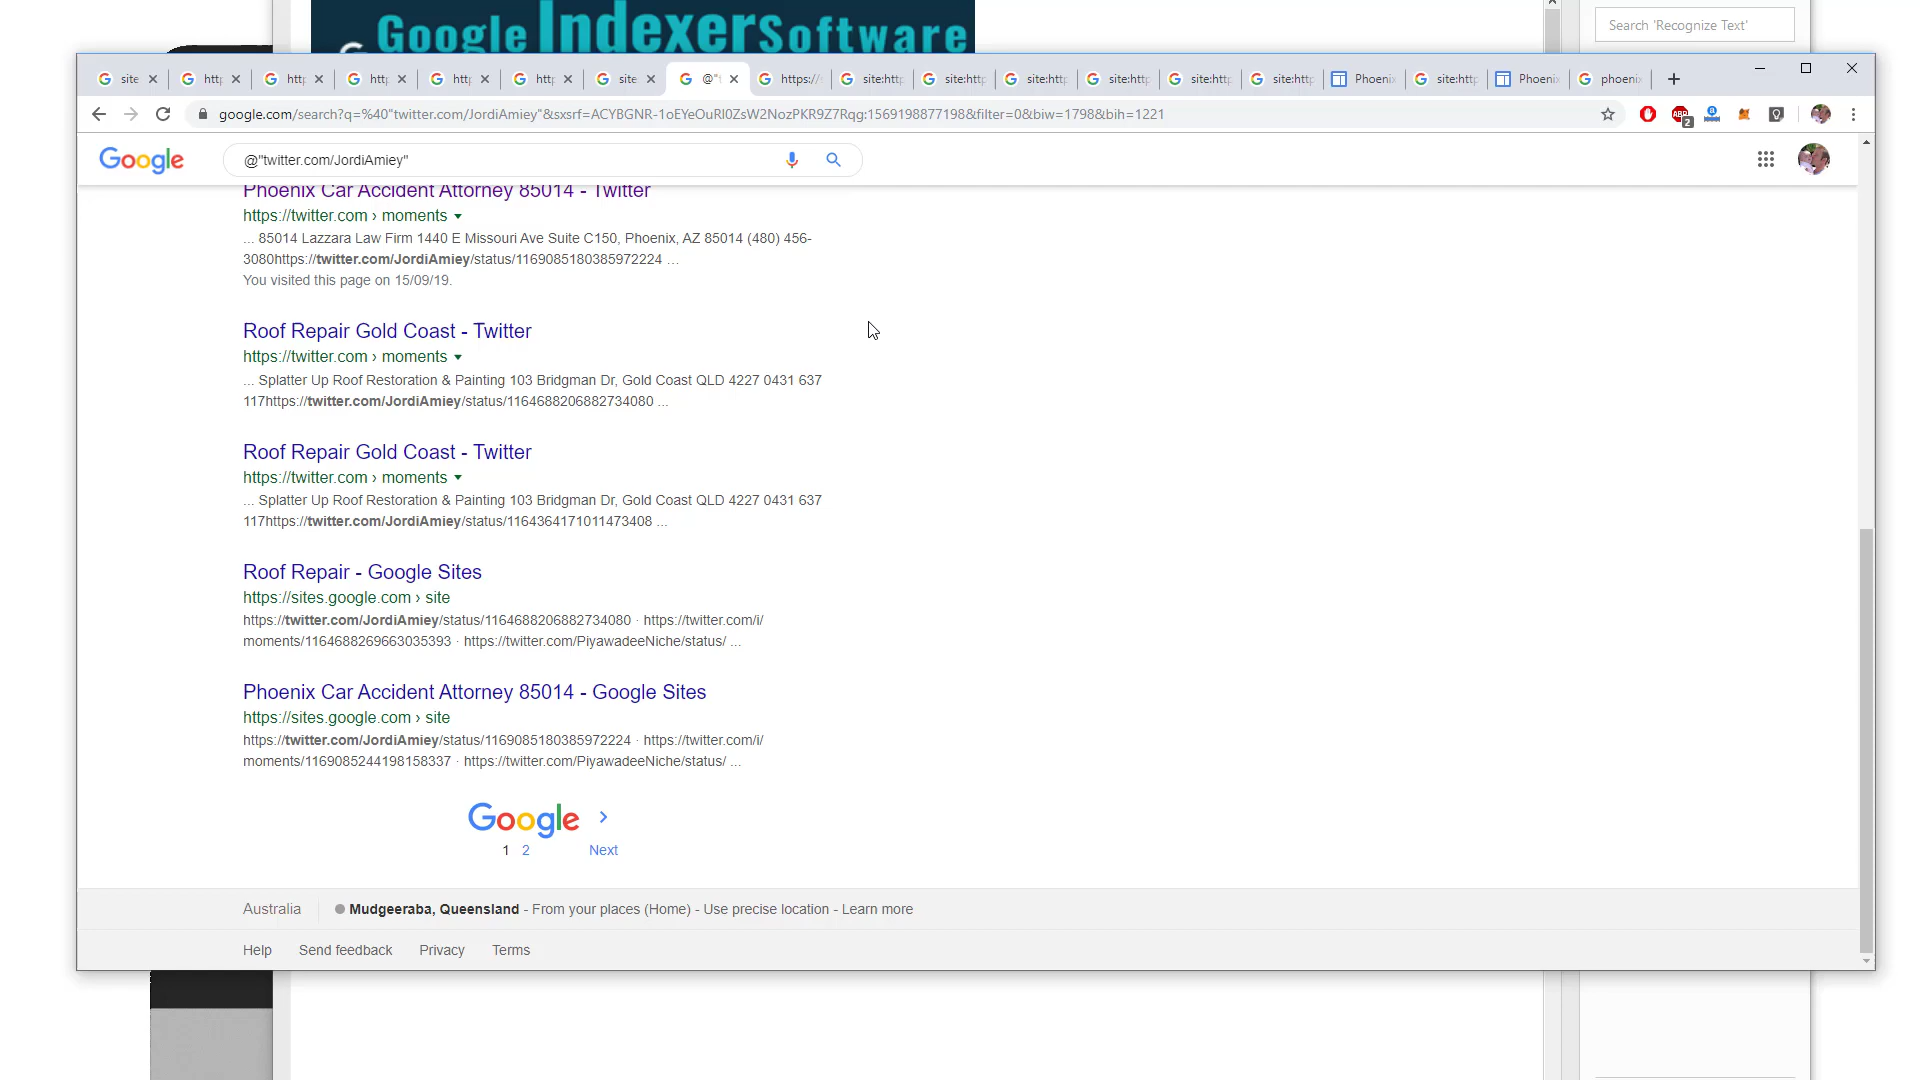 Google Indexer Software
Search 'Recognize Text'
site
http
http
http
http
http
site
@"t
https://
site:http
site:http
site:http
site:http
site:http
site:http
Phoenix
site:http
Phoenix
phoenix
google.com/search?q=%40"twitter.com/JordiAmiey"&sxsrf=ACYBGNR-1oEYeOuRl0ZsW2NozPKR9Z7Rqg:1569198877198&filter=0&biw=1798&bih=1221
ABP
2
Google
@"twitter.com/JordiAmiey"
Phoenix Car Accident Attorney 85014 - Twitter
https://twitter.com › moments
... 85014 Lazzara Law Firm 1440 E Missouri Ave Suite C150, Phoenix, AZ 85014 (480) 456-
3080https://twitter.com/JordiAmiey/status/1169085180385972224 ...
You visited this page on 15/09/19.
Roof Repair Gold Coast - Twitter
https://twitter.com › moments
... Splatter Up Roof Restoration & Painting 103 Bridgman Dr, Gold Coast QLD 4227 0431 637
117https://twitter.com/JordiAmiey/status/1164688206882734080 ...
Roof Repair Gold Coast - Twitter
https://twitter.com › moments
... Splatter Up Roof Restoration & Painting 103 Bridgman Dr, Gold Coast QLD 4227 0431 637
117https://twitter.com/JordiAmiey/status/1164364171011473408 ...
Roof Repair - Google Sites
https://sites.google.com › site
https://twitter.com/JordiAmiey/status/1164688206882734080 · https://twitter.com/i/
moments/1164688269663035393 · https://twitter.com/PiyawadeeNiche/status/ ...
Phoenix Car Accident Attorney 85014 - Google Sites
https://sites.google.com › site
https://twitter.com/JordiAmiey/status/1169085180385972224 · https://twitter.com/i/
moments/1169085244198158337 · https://twitter.com/PiyawadeeNiche/status/ ...
Google >
1 2 Next
Australia Mudgeeraba, Queensland - From your places (Home) - Use precise location - Learn more
Help Send feedback Privacy Terms